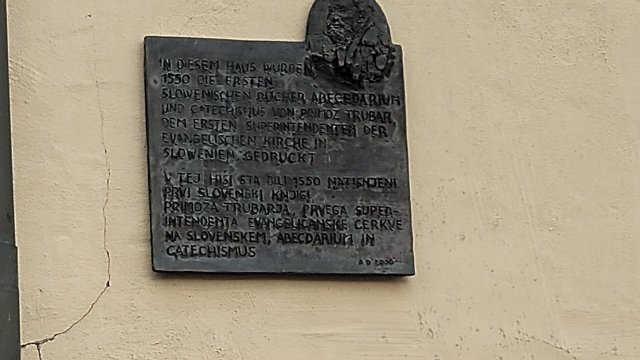 IN DIESEM HAUS WURDEN
1550 DIE ERSTEN
SLOWENISCHEN BÜCHER ABECEDARIUM
UND CATECHISMUS VON PRIMOZ TRUBAR,
DEM ERSTEN SUPERINTENDENTEN DER
EVANGELISCHEN KIRCHE IN
SLOWENIEN GEDRUCKT
V TEJ HIŠI STA BILI 1550 NATISNJENI
PRVI SLOVENSKI KNJIGI
PRIMOŽA TRUBARJA, PRVEGA SUPER-
INTENDENTA EVANGELIČANSKE CERKVE
NA SLOVENSKEM, ABECEDARIUM IN
CATECHISMUS
A D 2000